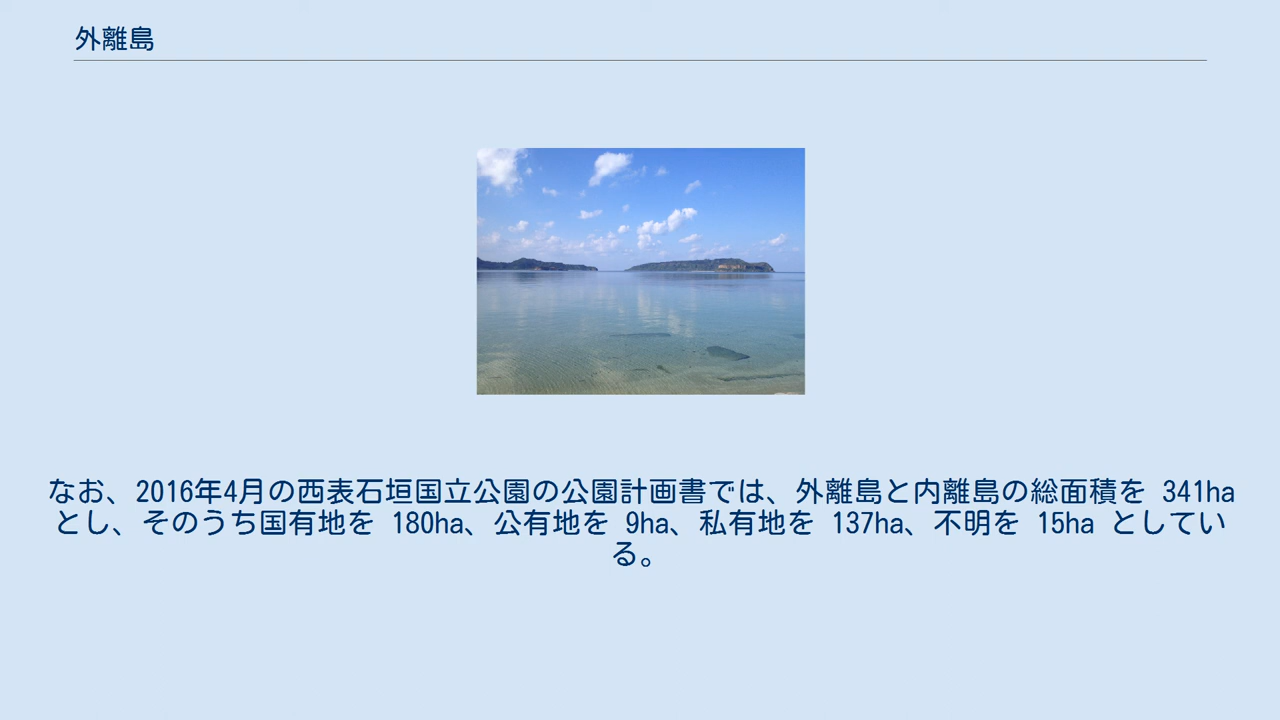 外離島
なお、2016年4月の西表石垣国立公園の公園計画書では、外離島と内離島の総面積を 341ha
とし、そのうち国有地を 180ha、公有地を 9ha、私有地を 137ha、不明を 15ha としてい
る。